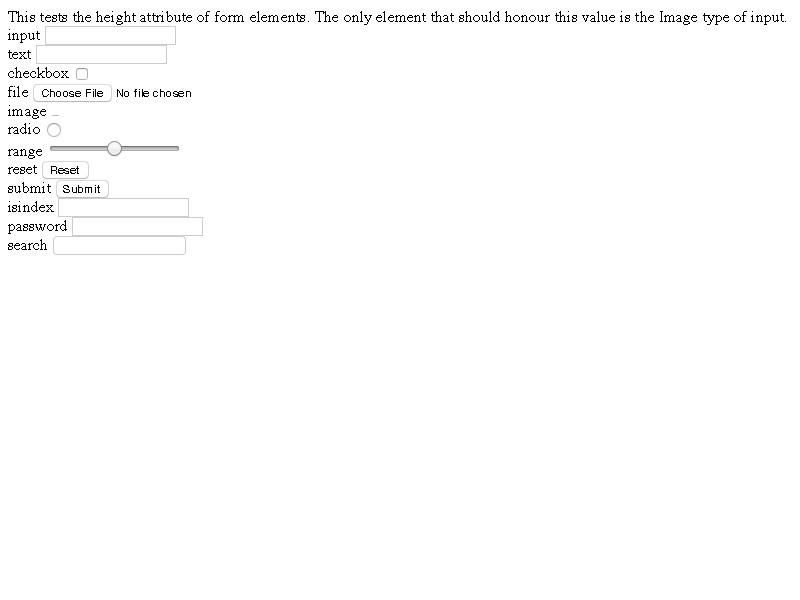 This tests the height attribute of form elements. The only element that should honour this value is the Image type of input.
input
text
checkbox
file Choose File No file chosen
image
radio
range
reset Reset
submit Submit
isindex
password
search